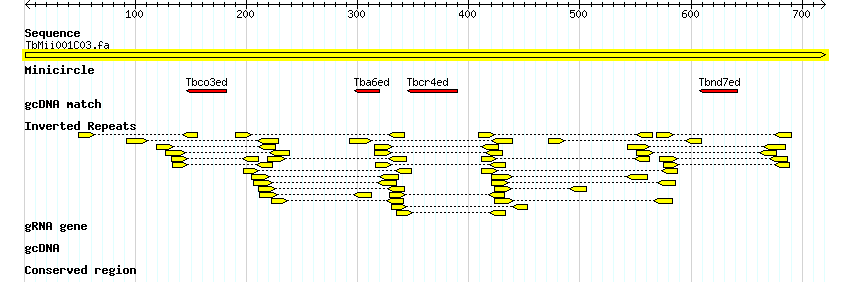 100 200 300 400 500 600 700
Sequence
TbMii001C03.fa
Minicircle
Tbco3ed Tba6ed Tbcr4ed Tbnd7ed
gcDNA match
Inverted Repeats
gRNA gene
gcDNA
Conserved region